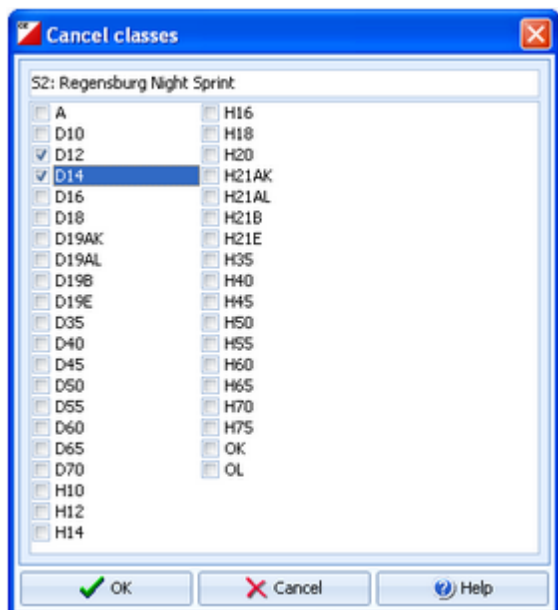 Cancel classes
S2: Regensburg Night Sprint
A
D10
D12
D14
D16
D18
D19AK
D19AL
D19B
D19E
D35
D40
D45
D50
D55
D60
D65
D70
H10
H12
H14
H16
H18
H20
H21AK
H21AL
H21B
H21E
H35
H40
H45
H50
H55
H60
H65
H70
H75
OK
OL
OK
Cancel
Help